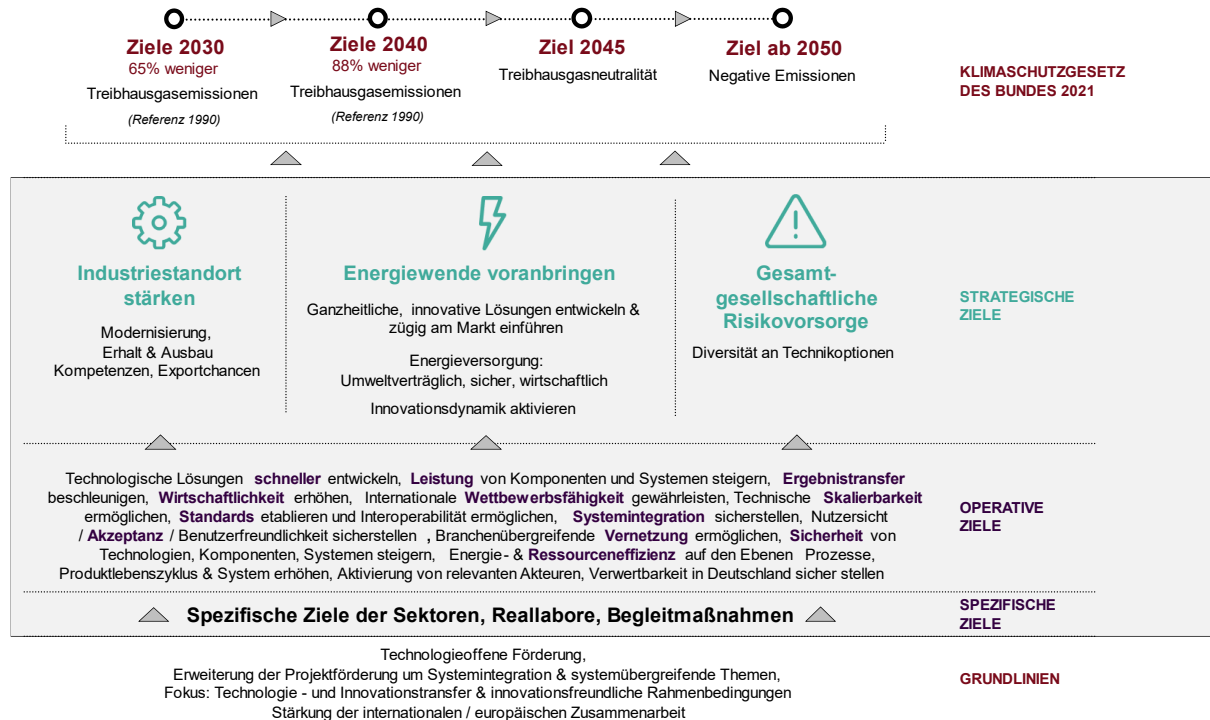 Ziele 2030
65% weniger
Treibhausgasemissionen
(Referenz 1990)
Ziele 2040
88% weniger
Treibhausgasemissionen
(Referenz 1990)
Ziel 2045
Treibhausgasneutralität
Ziel ab 2050
Negative Emissionen
KLIMASCHUTZGESETZ
DES BUNDES 2021
Industriestandort
stärken
Modernisierung,
Erhalt & Ausbau
Kompetenzen, Exportchancen
Energiewende voranbringen
Ganzheitliche, innovative Lösungen entwickeln &
zügig am Markt einführen
Energieversorgung:
Umweltverträglich, sicher, wirtschaftlich
Innovationsdynamik aktivieren
Gesamt-
gesellschaftliche
Risikovorsorge
Diversität an Technikoptionen
STRATEGISCHE
ZIELE
Technologische Lösungen schneller entwickeln, Leistung von Komponenten und Systemen steigern, Ergebnistransfer
beschleunigen, Wirtschaftlichkeit erhöhen, Internationale Wettbewerbsfähigkeit gewährleisten, Technische Skalierbarkeit
ermöglichen, Standards etablieren und Interoperabilität ermöglichen, Systemintegration sicherstellen, Nutzersicht
/ Akzeptanz / Benutzerfreundlichkeit sicherstellen , Branchenübergreifende Vernetzung ermöglichen, Sicherheit von
Technologien, Komponenten, Systemen steigern, Energie- & Ressourceneffizienz auf den Ebenen Prozesse,
Produktlebenszyklus & System erhöhen, Aktivierung von relevanten Akteuren, Verwertbarkeit in Deutschland sicher stellen
OPERATIVE
ZIELE
Spezifische Ziele der Sektoren, Reallabore, Begleitmaßnahmen
SPEZIFISCHE
ZIELE
Technologieoffene Förderung,
Erweiterung der Projektförderung um Systemintegration & systemübergreifende Themen,
Fokus: Technologie - und Innovationstransfer & innovationsfreundliche Rahmenbedingungen
Stärkung der internationalen / europäischen Zusammenarbeit
GRUNDLINIEN